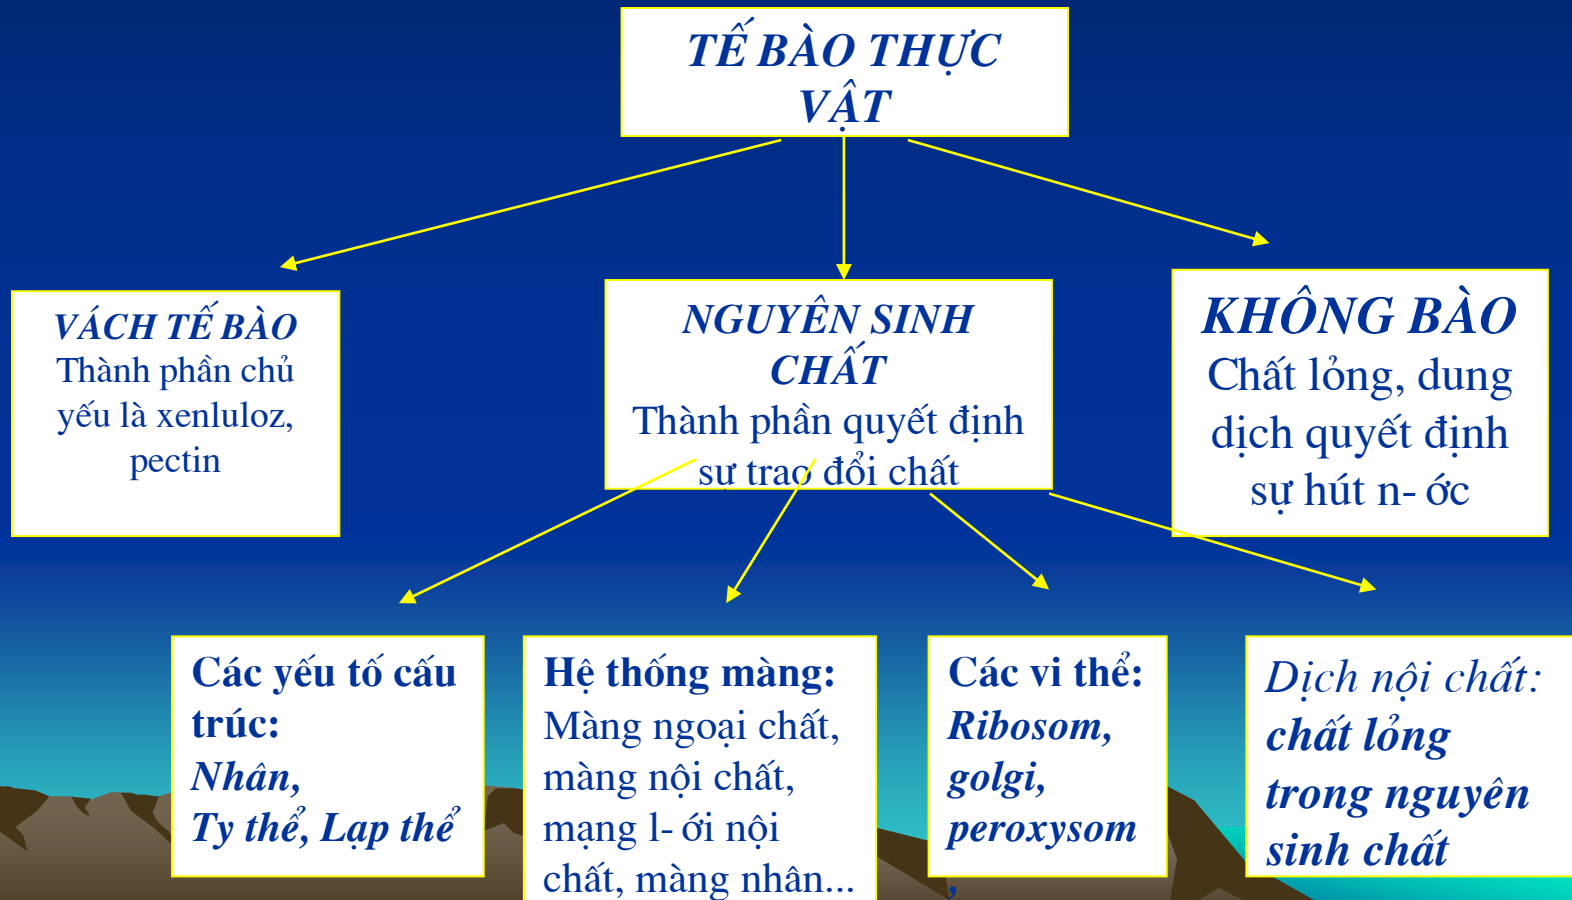 TẾ BÀO THỰC
VẬT
VÁCH TẾ BÀO
Thành phần chủ
yếu là xenluloz,
pectin
NGUYÊN SINH
CHẤT
Thành phần quyết định
sự trao đổi chất
KHÔNG BÀO
Chất lỏng, dung
dịch quyết định
sự hút n- ớc
Các yếu tố cấu
trúc:
Nhân,
Ty thể, Lạp thể
Hệ thống màng:
Màng ngoại chất,
màng nội chất,
mạng l- ới nội
chất, màng nhân...
Các vi thể:
Ribosom,
golgi,
peroxysom
,
Dịch nội chất:
chất lỏng
trong nguyên
sinh chất